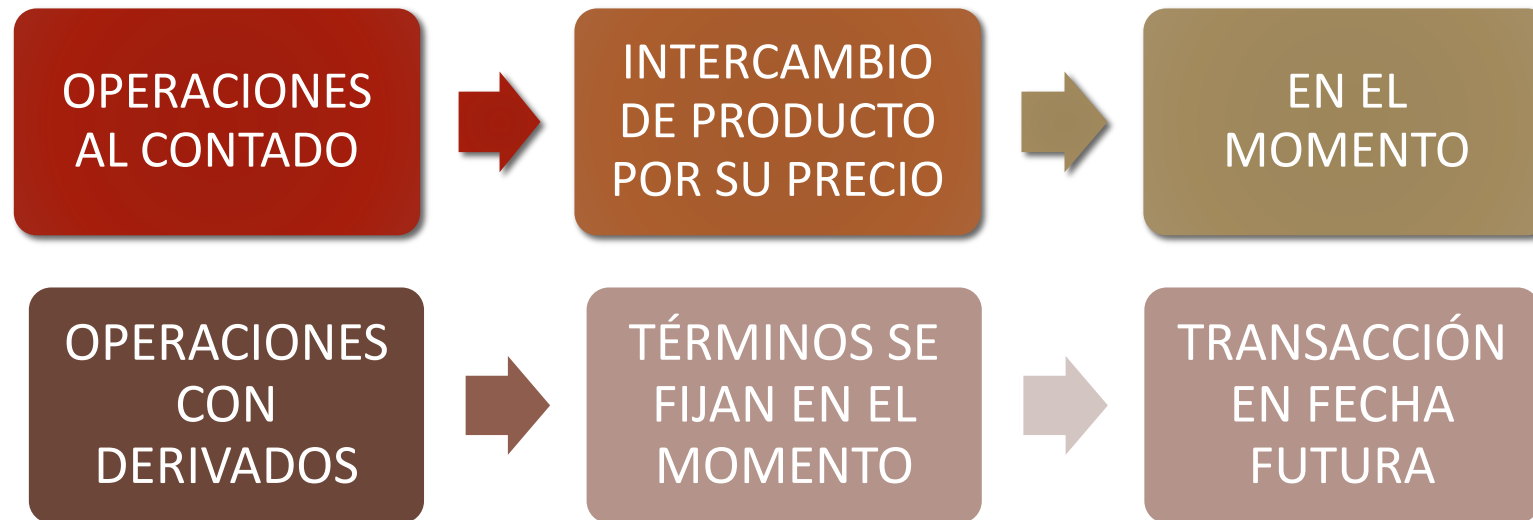 OPERACIONES
AL CONTADO
INTERCAMBIO
DE PRODUCTO
POR SU PRECIO
EN EL
MOMENTO
OPERACIONES
CON
DERIVADOS
TÉRMINOS SE
FIJAN EN EL
MOMENTO
TRANSACCIÓN
EN FECHA
FUTURA